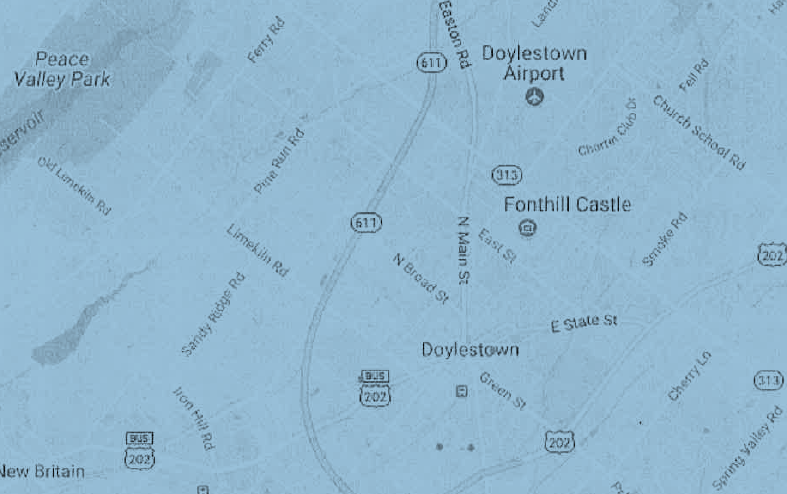 Easton Rd
Ferry Rd
Peace
Valley Park
611
Doylestown
Airport
Fell Rd
Church School Rd
Pine Run Rd
Old Limekiln Rd
313
Fonthill Castle
611
N Main St
East St
Smoke Rd
202
Limekiln Rd
N Broad St
Sandy Ridge Rd
E State St
Doylestown
BUS
202
Green St
Cherry Ln
313
Iron Hill Rd
BUS
202
202
Spring Valley Rd
New Britain